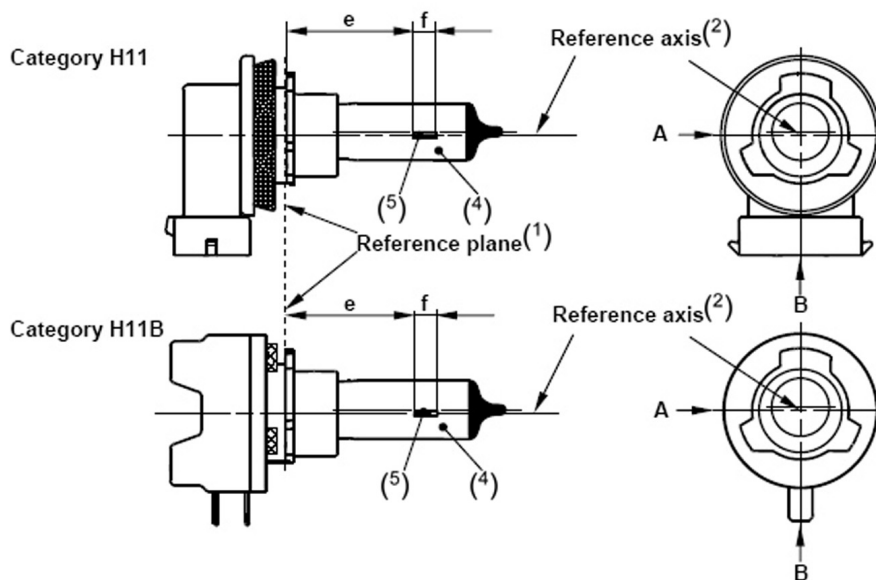 e f
Reference axis(2)
Category H11
A
(5) (4)
Reference plane(1)
B
e f
Reference axis(2)
Category H11B
A
(5) (4)
B